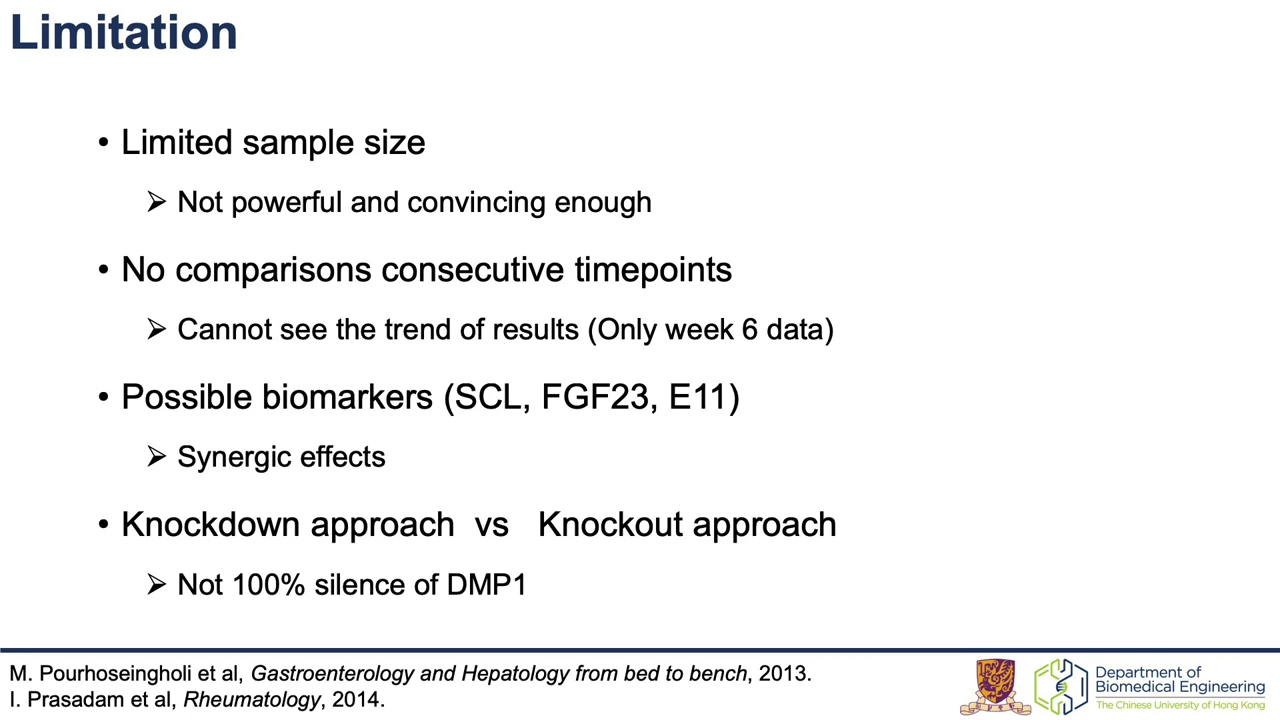 Limitation
• Limited sample size
➢ Not powerful and convincing enough
• No comparisons consecutive timepoints
➢ Cannot see the trend of results (Only week 6 data)
• Possible biomarkers (SCL, FGF23, E11)
➢ Synergic effects
• Knockdown approach vs Knockout approach
➢ Not 100% silence of DMP1
M. Pourhoseingholi et al, Gastroenterology and Hepatology from bed to bench, 2013.
I. Prasadam et al, Rheumatology, 2014.
Department of
Biomedical Engineering
The Chinese University of Hong Kong